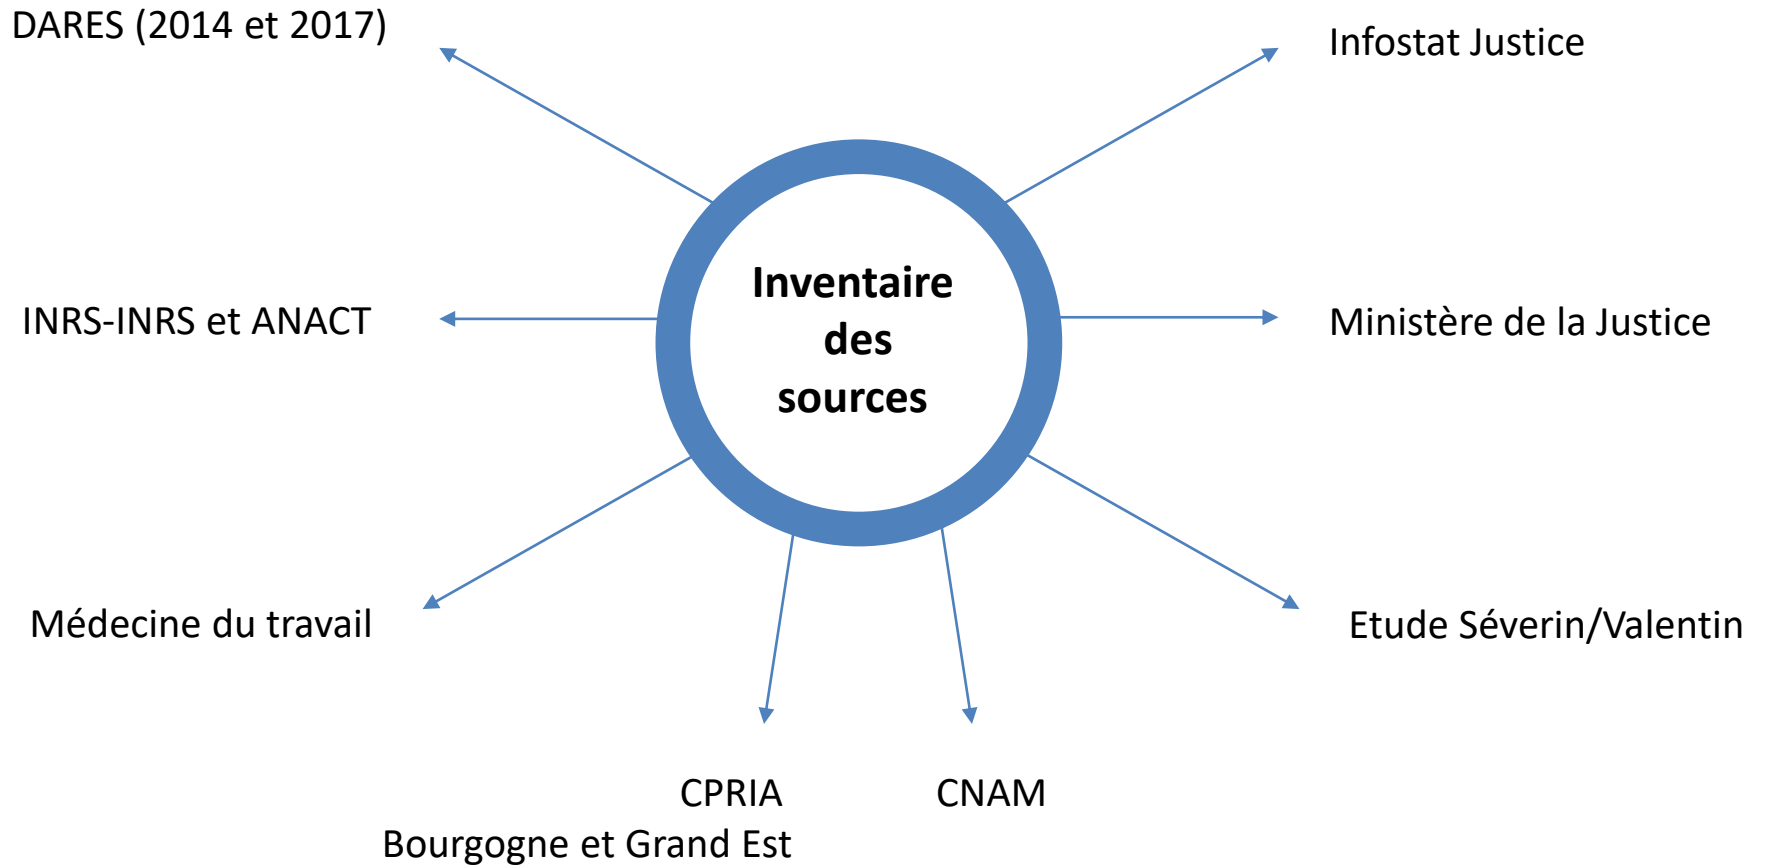 DARES (2014 et 2017)
Infostat Justice
Inventaire
des
sources
INRS-INRS et ANACT
Ministère de la Justice
Médecine du travail
Etude Séverin/Valentin
CPRIA
Bourgogne et Grand Est
CNAM